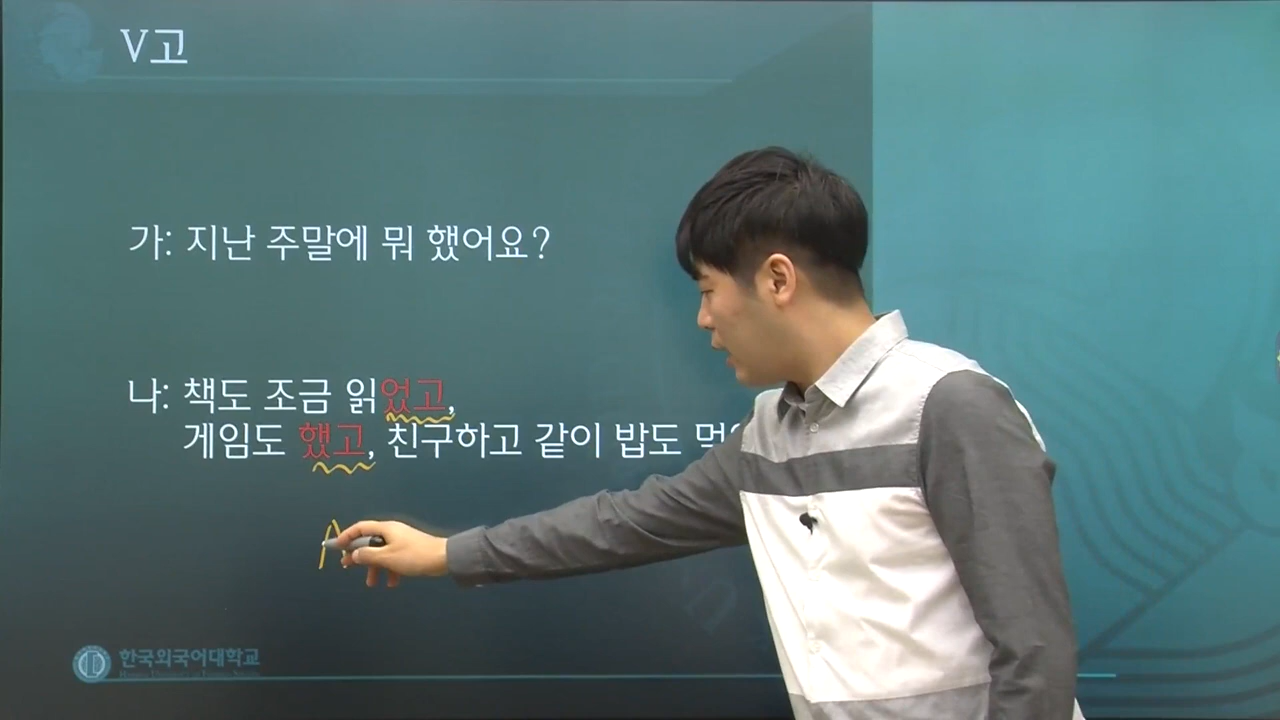 V고
가: 지난 주말에 뭐 했어요?
나: 책도 조금 읽었고,
게임도 했고, 친구하고 같이 밥도
한국외국어대학교